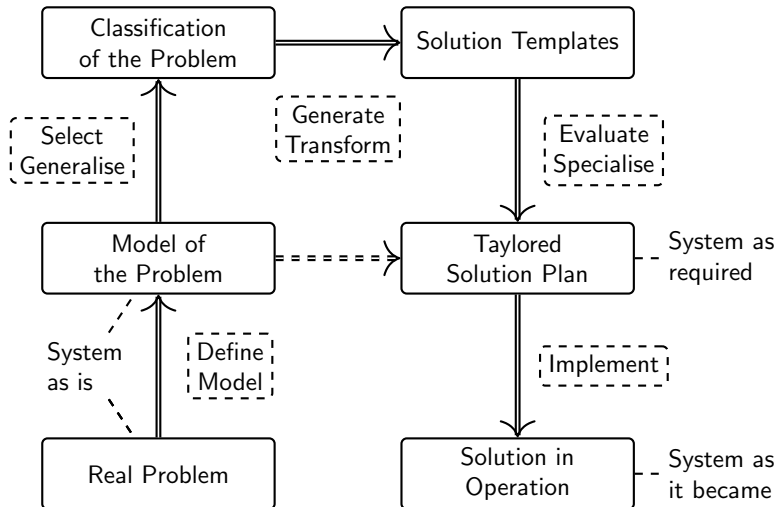 Classification
of the Problem
Solution Templates
Generate
Transform
Select
Generalise
Evaluate
Specialise
Model of
the Problem
Taylored
Solution Plan
System as
required
System
as is
Define
Model
Implement
Real Problem
Solution in
Operation
System as
it became